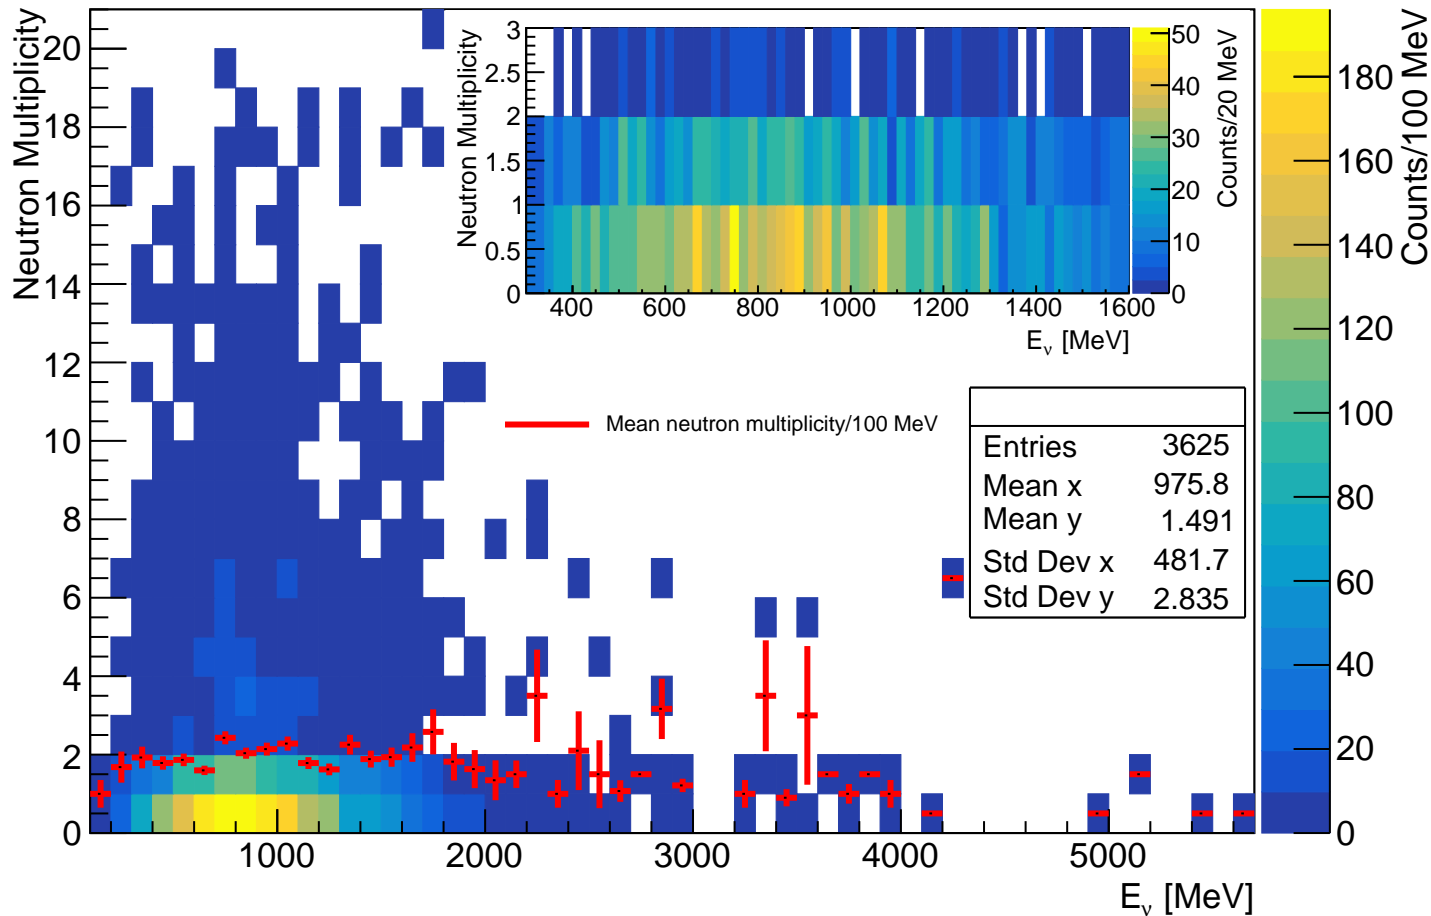 Neutron Multiplicity
20
18
16
14
12
10
8
6
4
2
0
1000 2000 3000 4000 5000
E_ν [MeV]
Neutron Multiplicity
3
2.5
2
1.5
1
0.5
0
400 600 800 1000 1200 1400 1600
E_ν [MeV]
50
40
30
20
10
0
Counts/20 MeV
Mean neutron multiplicity/100 MeV
Entries 3625
Mean x 975.8
Mean y 1.491
Std Dev x 481.7
Std Dev y 2.835
180
160
140
120
100
80
60
40
20
0
Counts/100 MeV